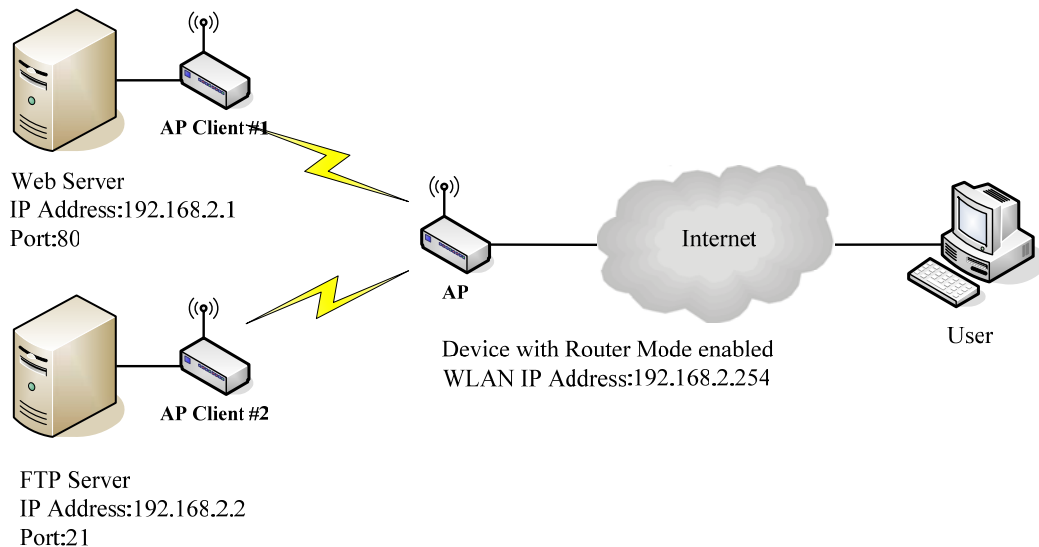 AP Client #1
Web Server
IP Address:192.168.2.1
Port:80
AP
Internet
User
Device with Router Mode enabled
WLAN IP Address:192.168.2.254
AP Client #2
FTP Server
IP Address:192.168.2.2
Port:21